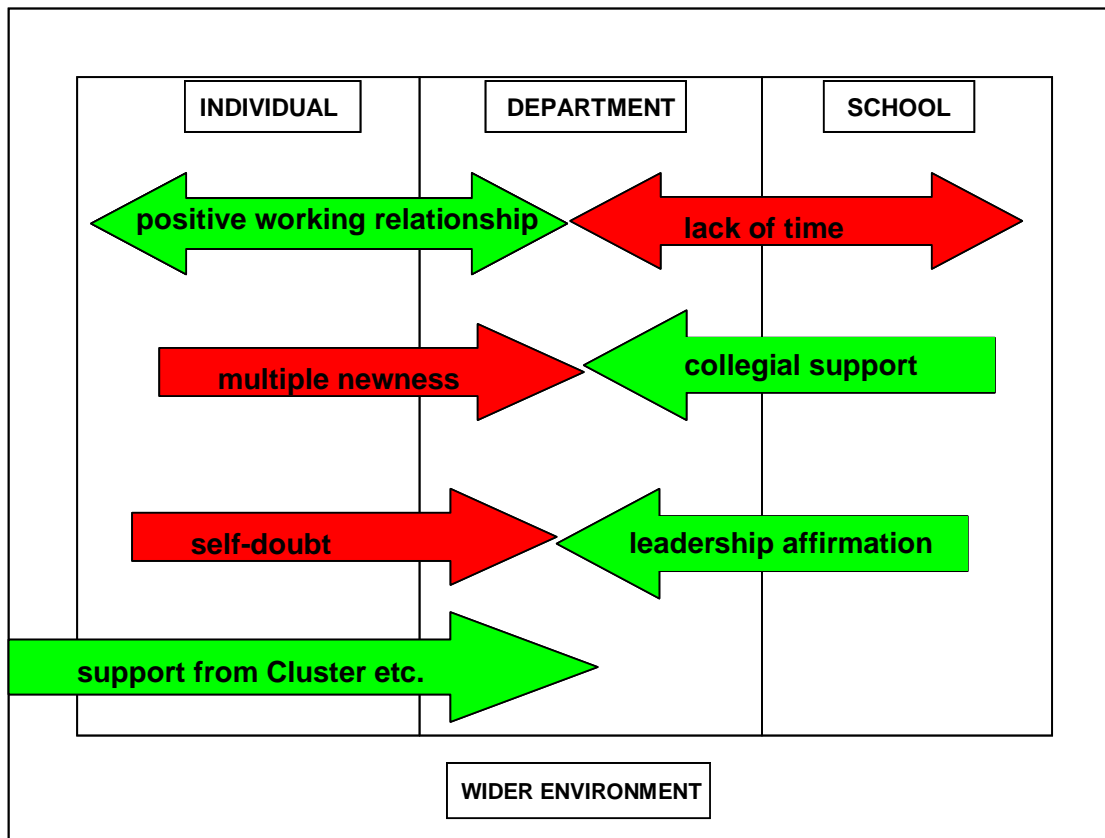 INDIVIDUAL
DEPARTMENT
SCHOOL
positive working relationship
lack of time
multiple newness
collegial support
self-doubt
leadership affirmation
support from Cluster etc.
WIDER ENVIRONMENT